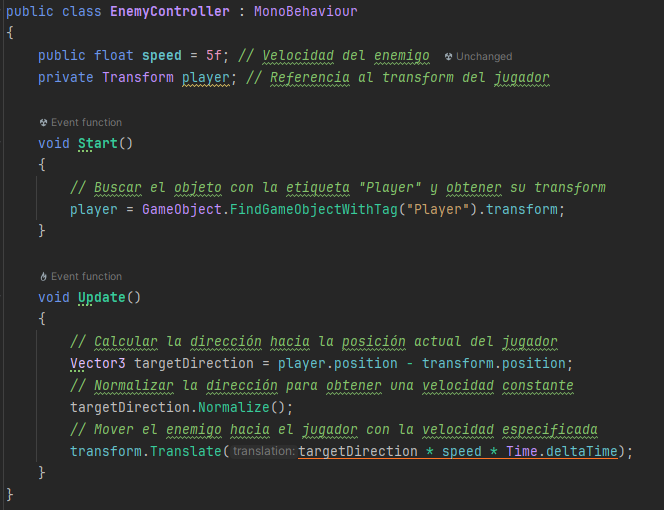 public class EnemyController : MonoBehaviour
{
    public float speed = 5f; // Velocidad del enemigo  Unchanged
    private Transform player; // Referencia al transform del jugador

    Event function
    void Start()
    {
        // Buscar el objeto con la etiqueta "Player" y obtener su transform
        player = GameObject.FindGameObjectWithTag("Player").transform;
    }

    Event function
    void Update()
    {
        // Calcular la dirección hacia la posición actual del jugador
        Vector3 targetDirection = player.position - transform.position;
        // Normalizar la dirección para obtener una velocidad constante
        targetDirection.Normalize();
        // Mover el enemigo hacia el jugador con la velocidad especificada
        transform.Translate(translation: targetDirection * speed * Time.deltaTime);
    }
}